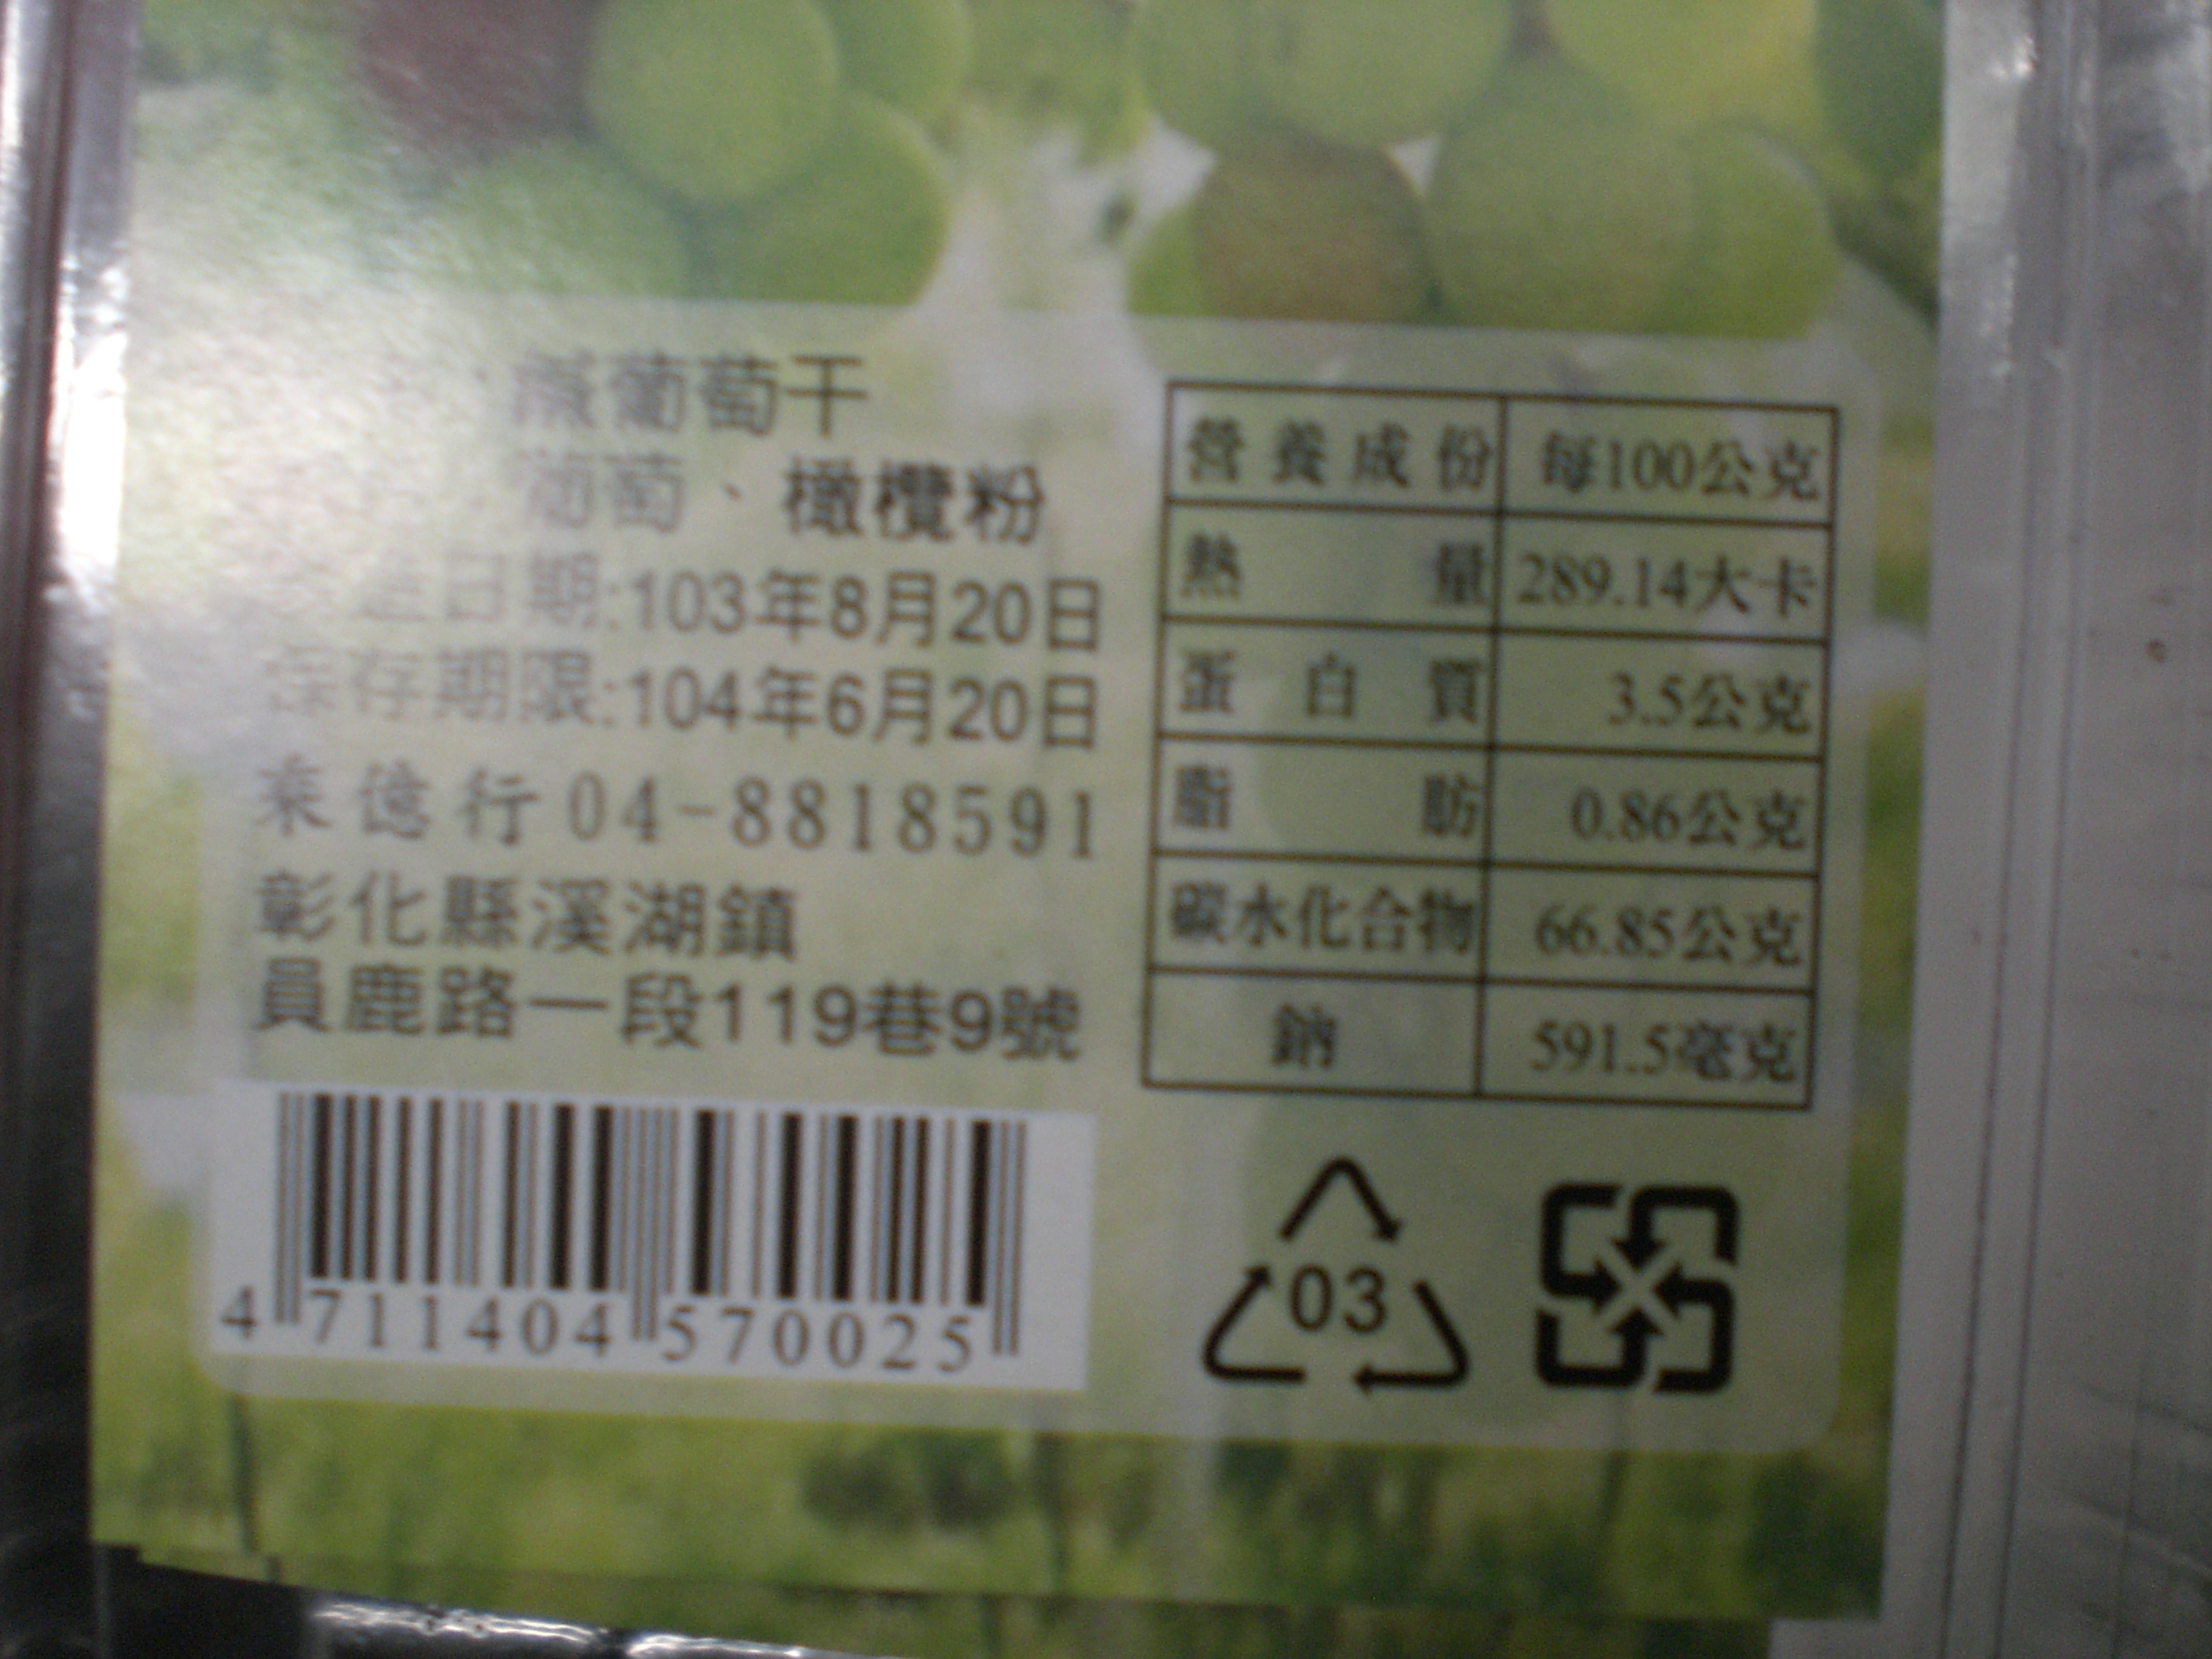 葡萄干
葡萄、橄欖粉
日期:103年8月20日
保存期限:104年6月20日
億行 04-8818591
彰化縣溪湖鎮
員鹿路一段119巷9號
4 711404 570025
營養成份 每100公克
熱量 289.14大卡
蛋白質 3.5公克
脂肪 0.86公克
碳水化合物 66.85公克
鈉 591.5毫克
03